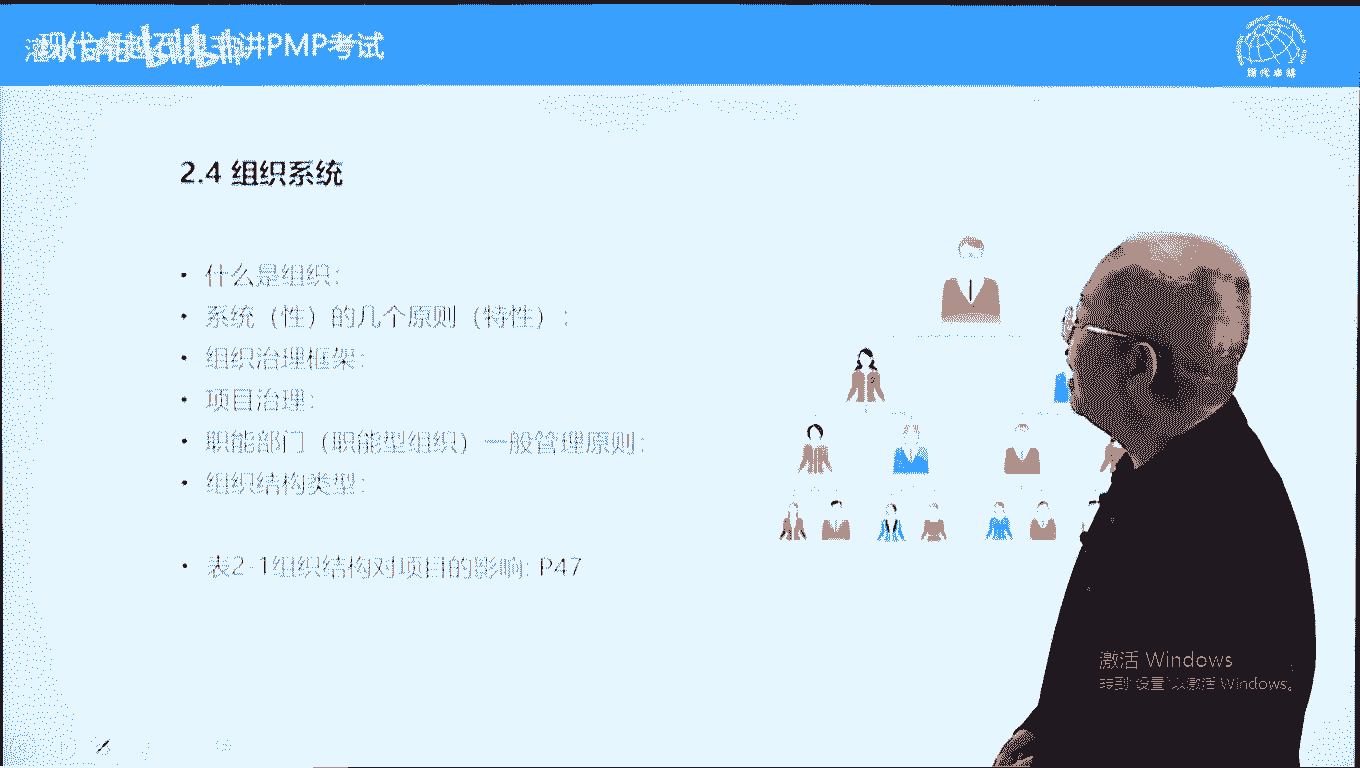 讲PMP考试
现代卓越
2.4 组织系统
• 什么是组织:
• 系统（性）的几个原则（特性）:
• 组织治理框架:
• 项目治理:
• 职能部门（职能型组织）一般管理原则:
• 组织结构类型:
• 表2-1组织结构对项目的影响: P47
激活 Windows
转到"设置"以激活 Windows。